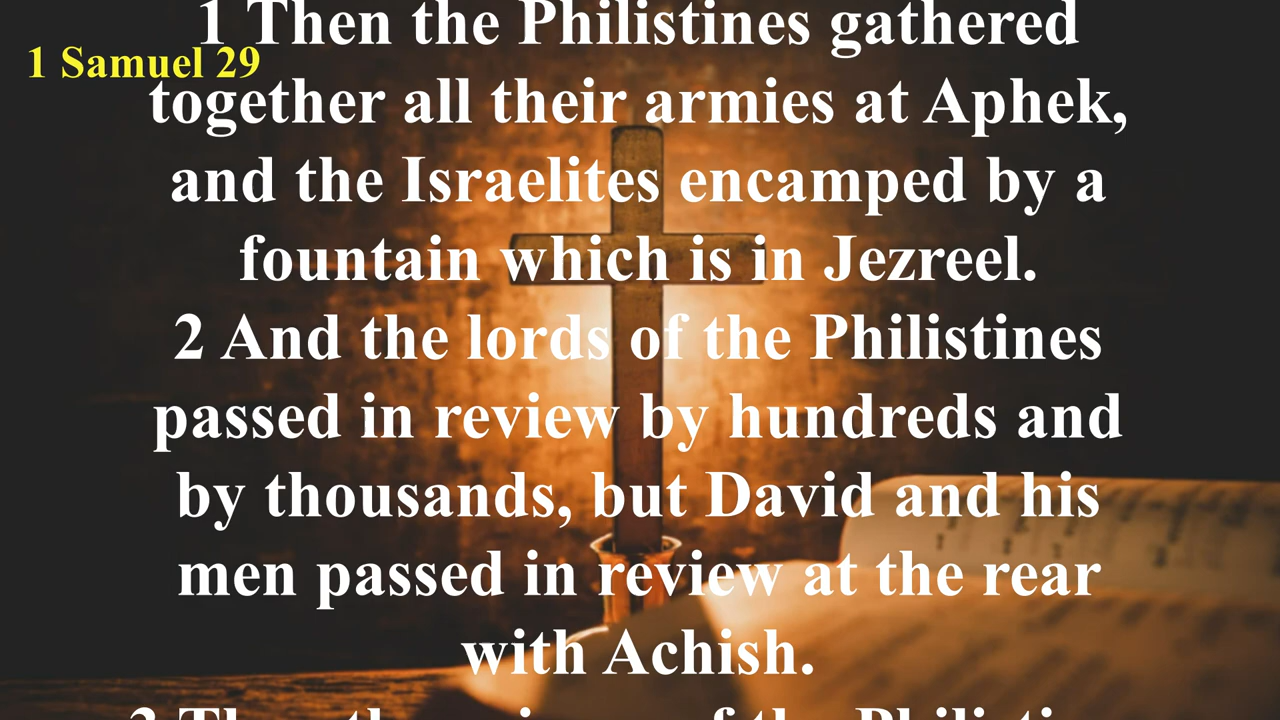 1 Then the Philistines gathered
1 Samuel 29
together all their armies at Aphek,
and the Israelites encamped by a
fountain which is in Jezreel.
2 And the lords of the Philistines
passed in review by hundreds and
by thousands, but David and his
men passed in review at the rear
with Achish.